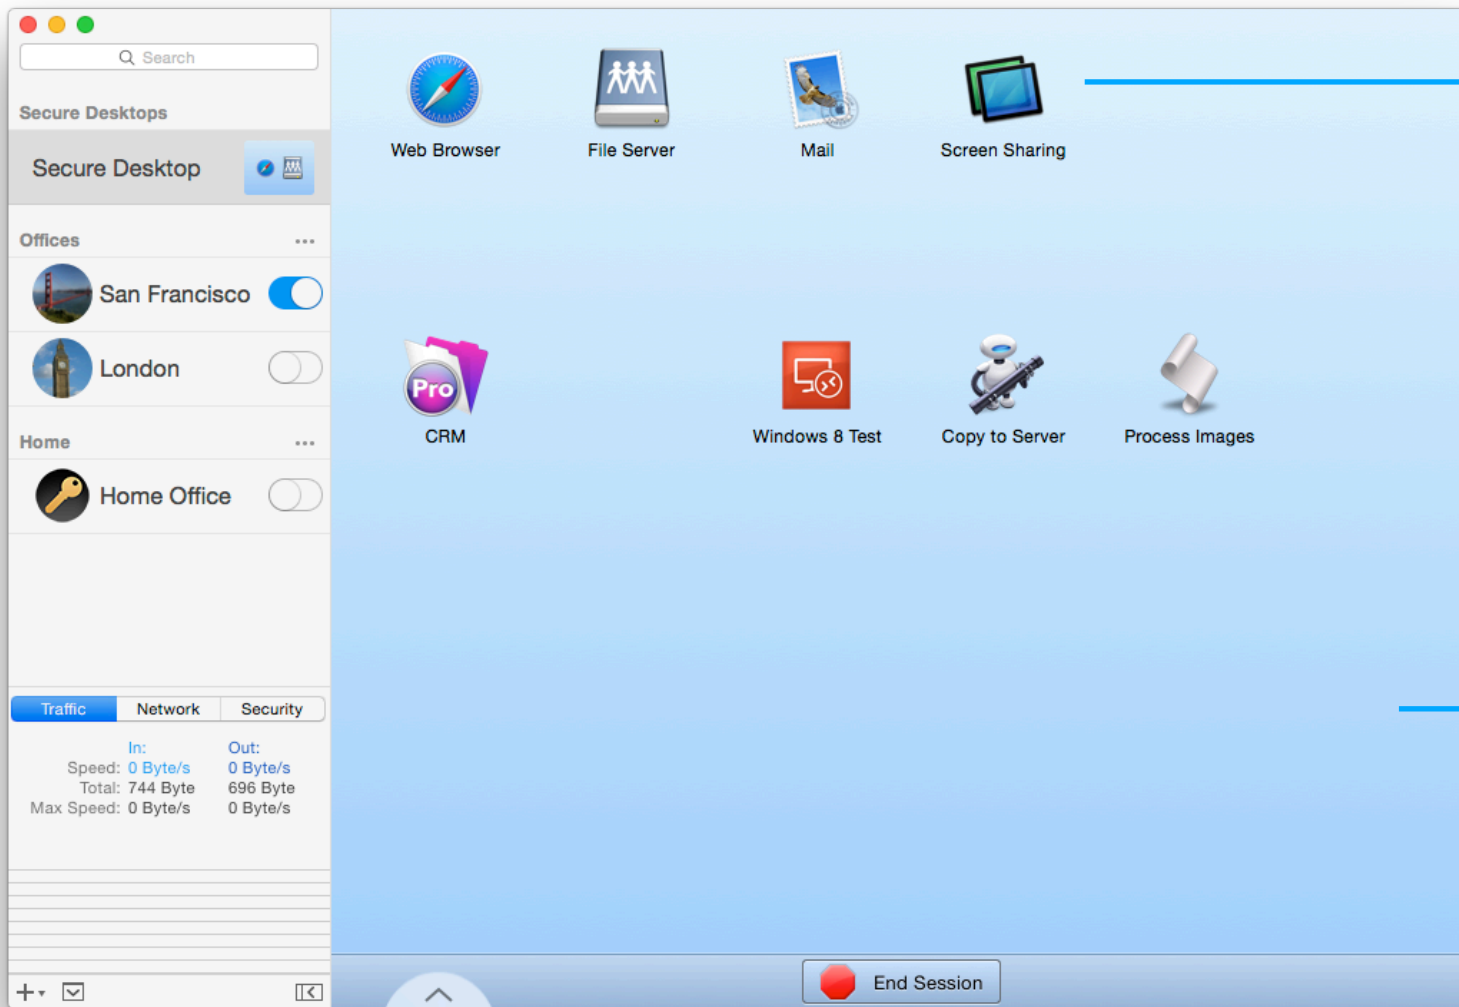 Search
Secure Desktops
Secure Desktop
Offices
San Francisco
London
Home
Home Office
Traffic Network Security
In: Out:
Speed: 0 Byte/s 0 Byte/s
Total: 744 Byte 696 Byte
Max Speed: 0 Byte/s 0 Byte/s
Web Browser File Server Mail Screen Sharing
Pro
CRM Windows 8 Test Copy to Server Process Images
End Session